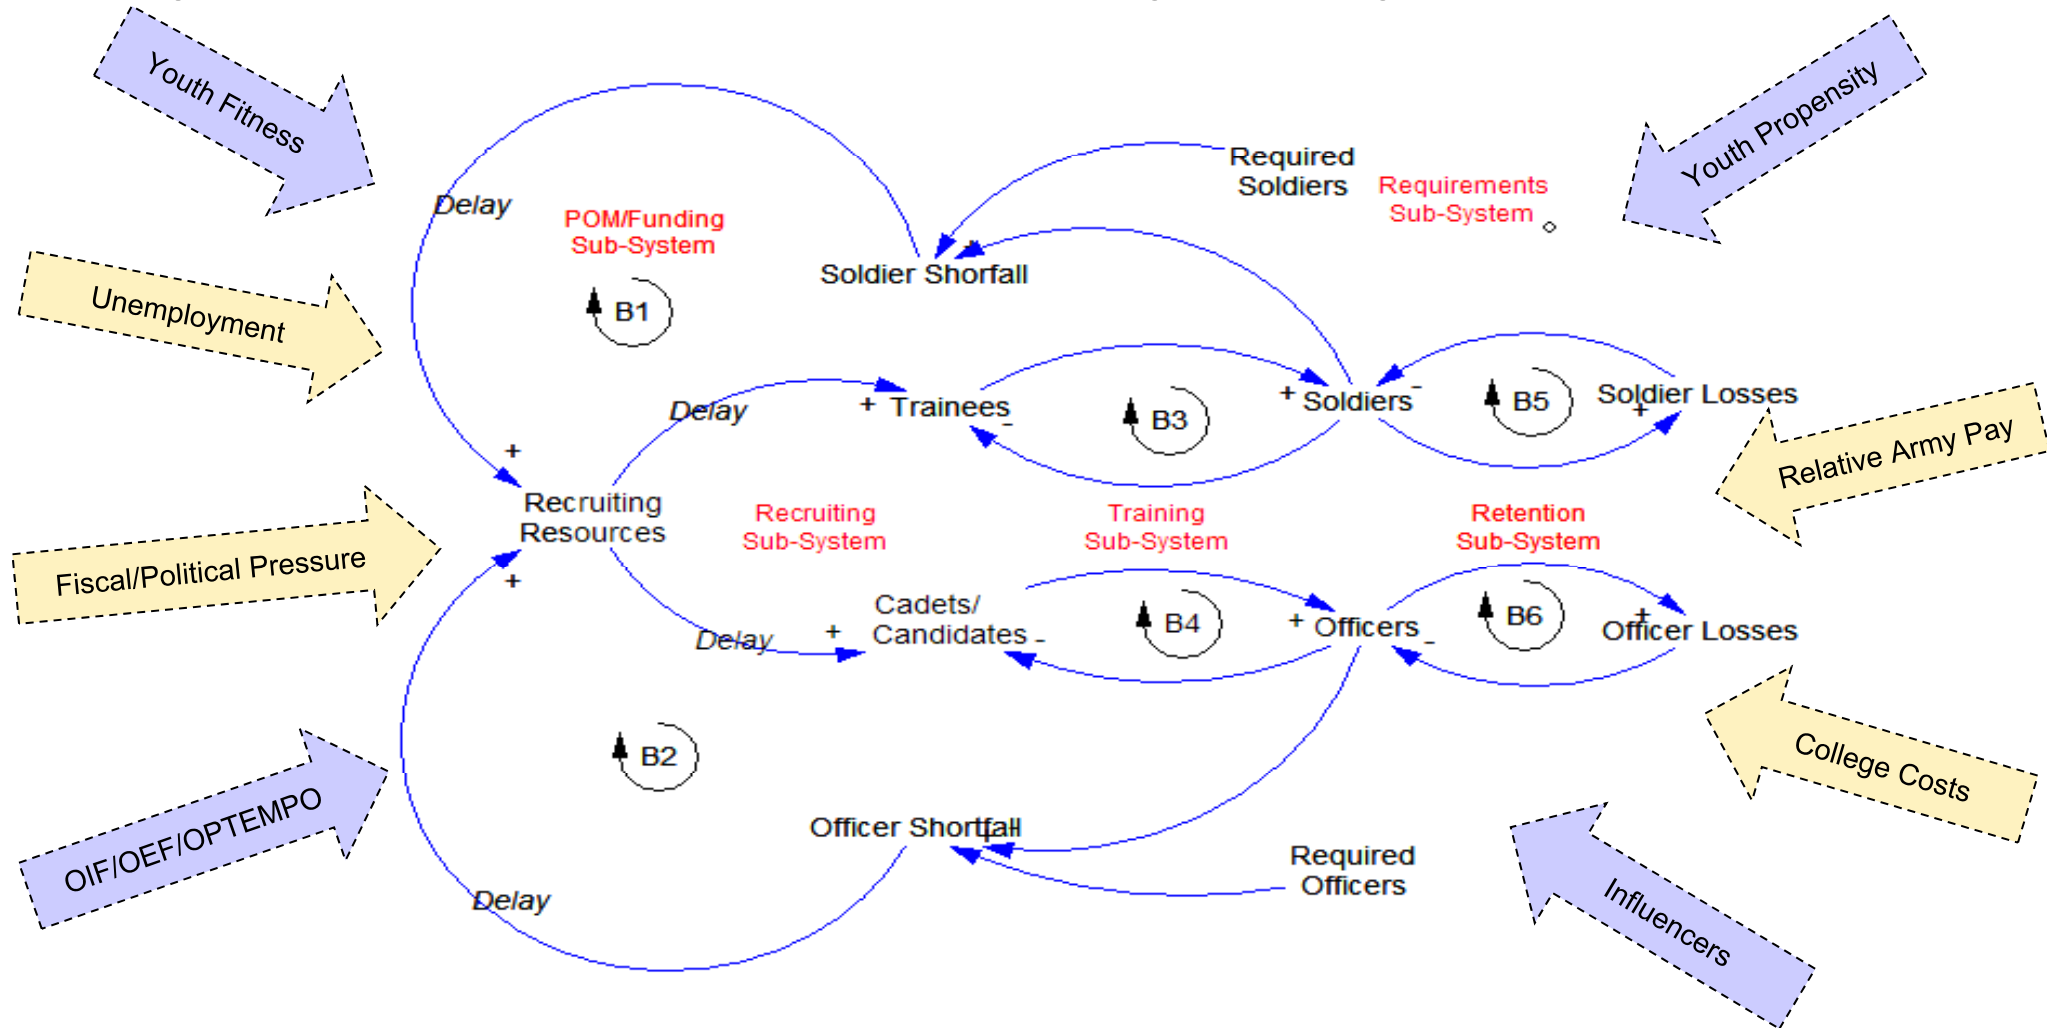 Youth Fitness
Youth Propensity
Required
Soldiers
Requirements
Sub-System
Delay
POM/Funding
Sub-System
+
Soldier Shorfall
Unemployment
B1
Delay
+ Trainees -
B3
+ Soldiers -
B5
Soldier Losses
+
Relative Army Pay
+
Recruiting
Resources
+
Recruiting
Sub-System
Training
Sub-System
Retention
Sub-System
Fiscal/Political Pressure
Delay
+
Cadets/
Candidates -
B4
+ Officers -
B6
+
Officer Losses
B2
College Costs
OIF/OEF/OPTEMPO
Officer Shortfall
+
Required
Officers
Delay
Influencers